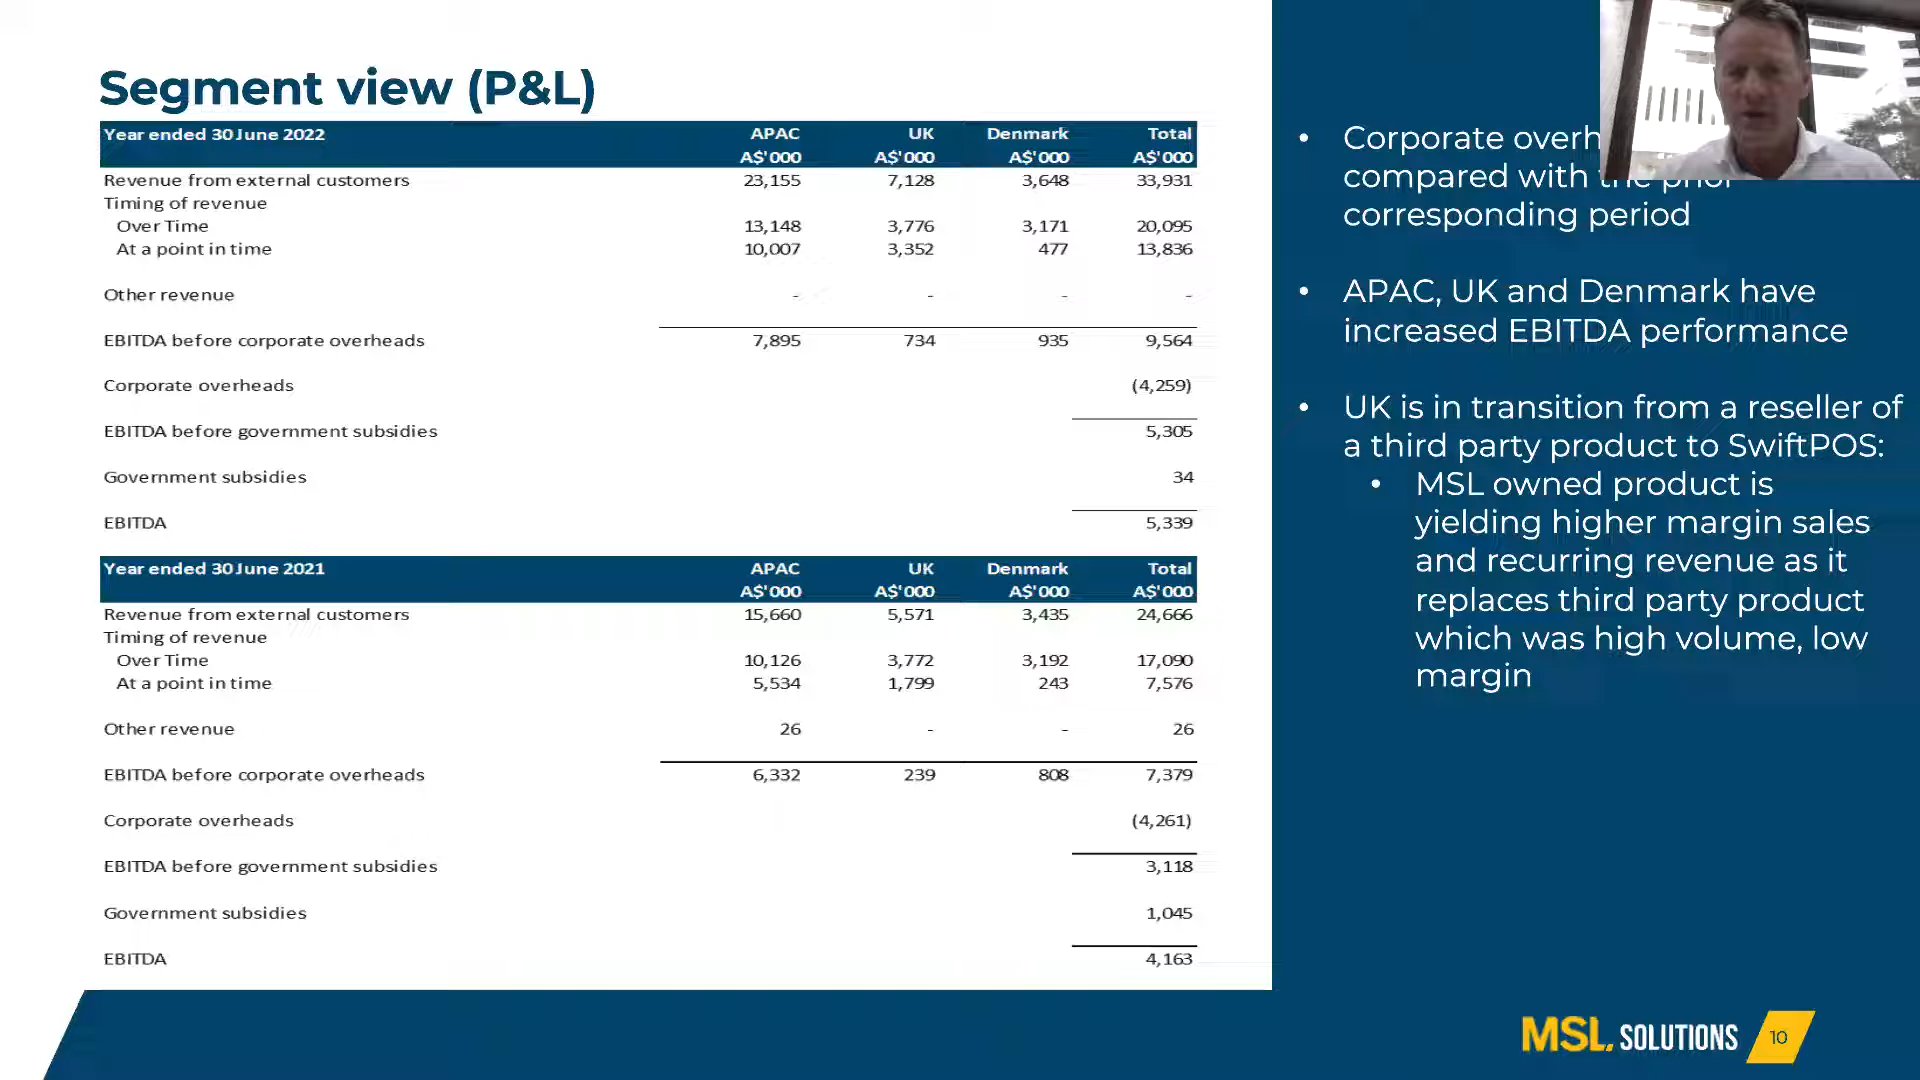 Segment view (P&L)
Year ended 30 June 2022 APAC UK Denmark Total
A$'000 A$'000 A$'000 A$'000
Revenue from external customers 23,155 7,128 3,648 33,931
Timing of revenue
Over Time 13,148 3,776 3,171 20,095
At a point in time 10,007 3,352 477 13,836
Other revenue - - - -
EBITDA before corporate overheads 7,895 734 935 9,564
Corporate overheads (4,259)
EBITDA before government subsidies 5,305
Government subsidies 34
EBITDA 5,339
Year ended 30 June 2021 APAC UK Denmark Total
A$'000 A$'000 A$'000 A$'000
Revenue from external customers 15,660 5,571 3,435 24,666
Timing of revenue
Over Time 10,126 3,772 3,192 17,090
At a point in time 5,534 1,799 243 7,576
Other revenue 26 - - 26
EBITDA before corporate overheads 6,332 239 808 7,379
Corporate overheads (4,261)
EBITDA before government subsidies 3,118
Government subsidies 1,045
EBITDA 4,163
• Corporate
compared with the prior
corresponding period
• APAC, UK and Denmark have
increased EBITDA performance
• UK is in transition from a reseller of
a third party product to SwiftPOS:
• MSL owned product is
yielding higher margin sales
and recurring revenue as it
replaces third party product
which was high volume, low
margin
MSL. SOLUTIONS 10